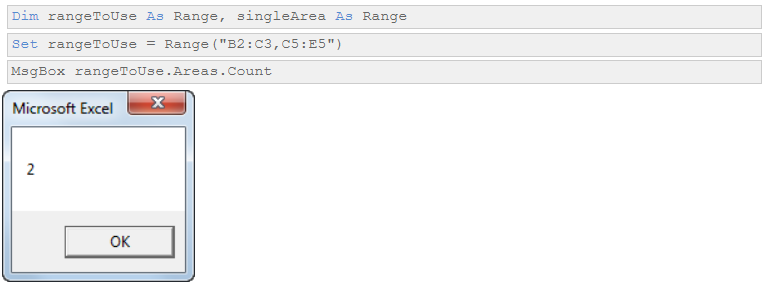 Dim rangeToUse As Range, singleArea As Range
Set rangeToUse = Range("B2:C3,C5:E5")
MsgBox rangeToUse.Areas.Count
Microsoft Excel
2
OK